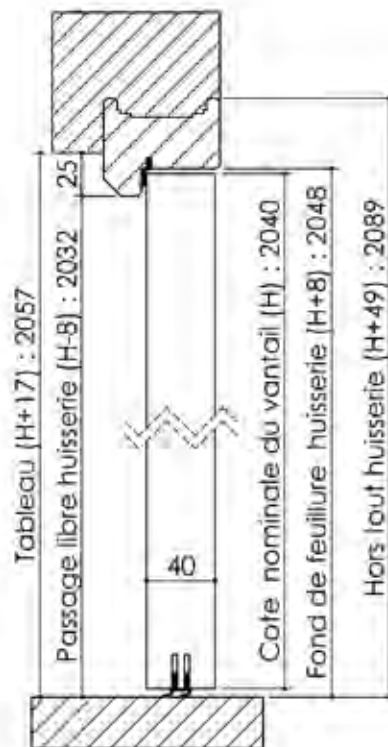 Tableau (H+17) : 2057
Passage libre huisserie (H-8) : 2032
25
40
Cote nominale du vantail (H) : 2040
Fond de feuillure huisserie (H+8) : 2048
Hors tout huisserie (H+49) : 2089